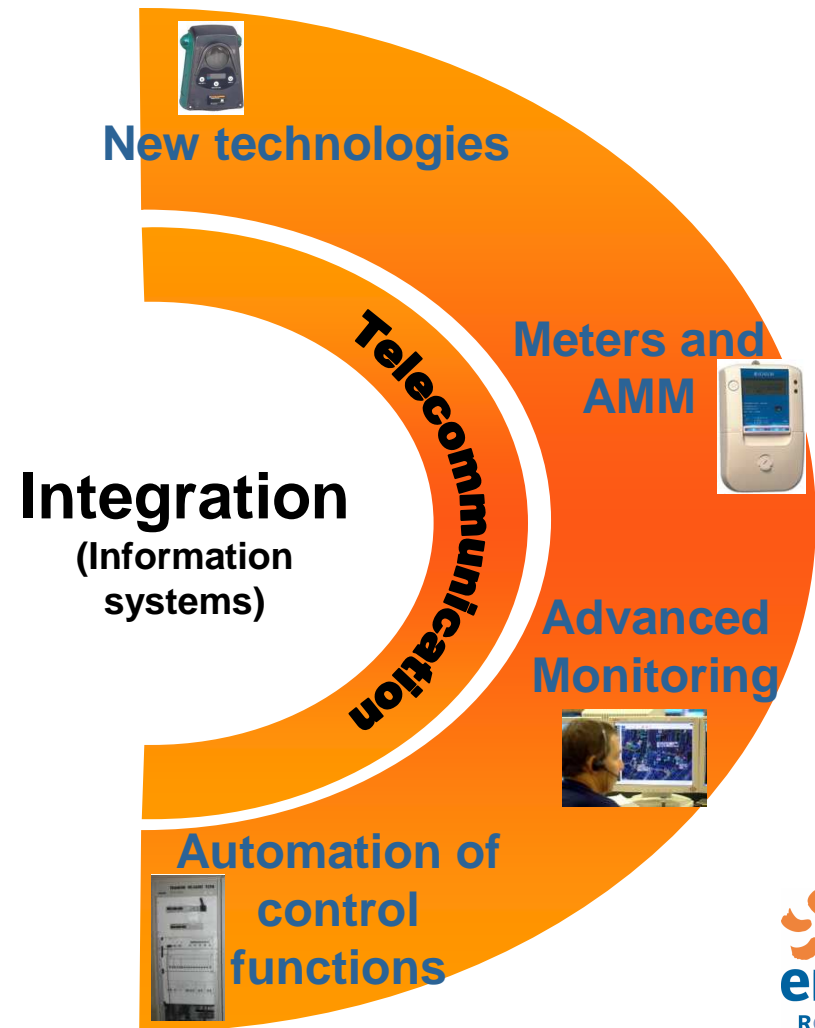 New technologies
Meters and
AMM
Telecommunication
Integration
(Information
systems)
Advanced
Monitoring
Automation of
control
functions